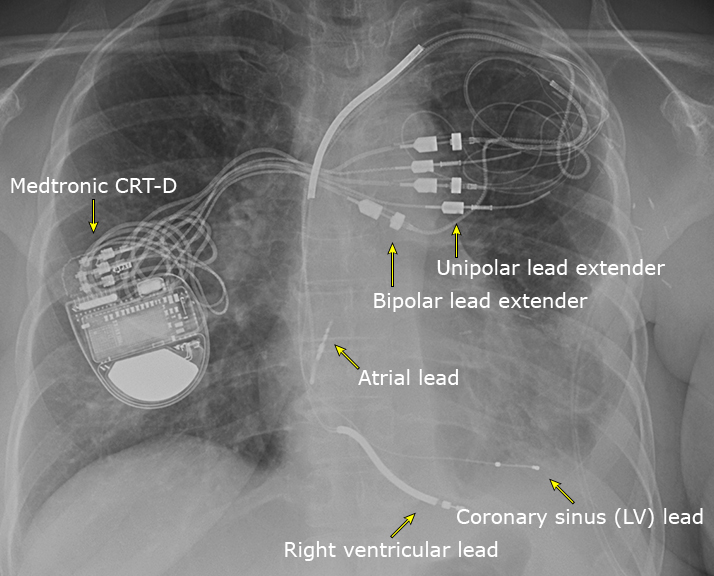 Medtronic CRT-D
Unipolar lead extender
Bipolar lead extender
Atrial lead
Coronary sinus (LV) lead
Right ventricular lead